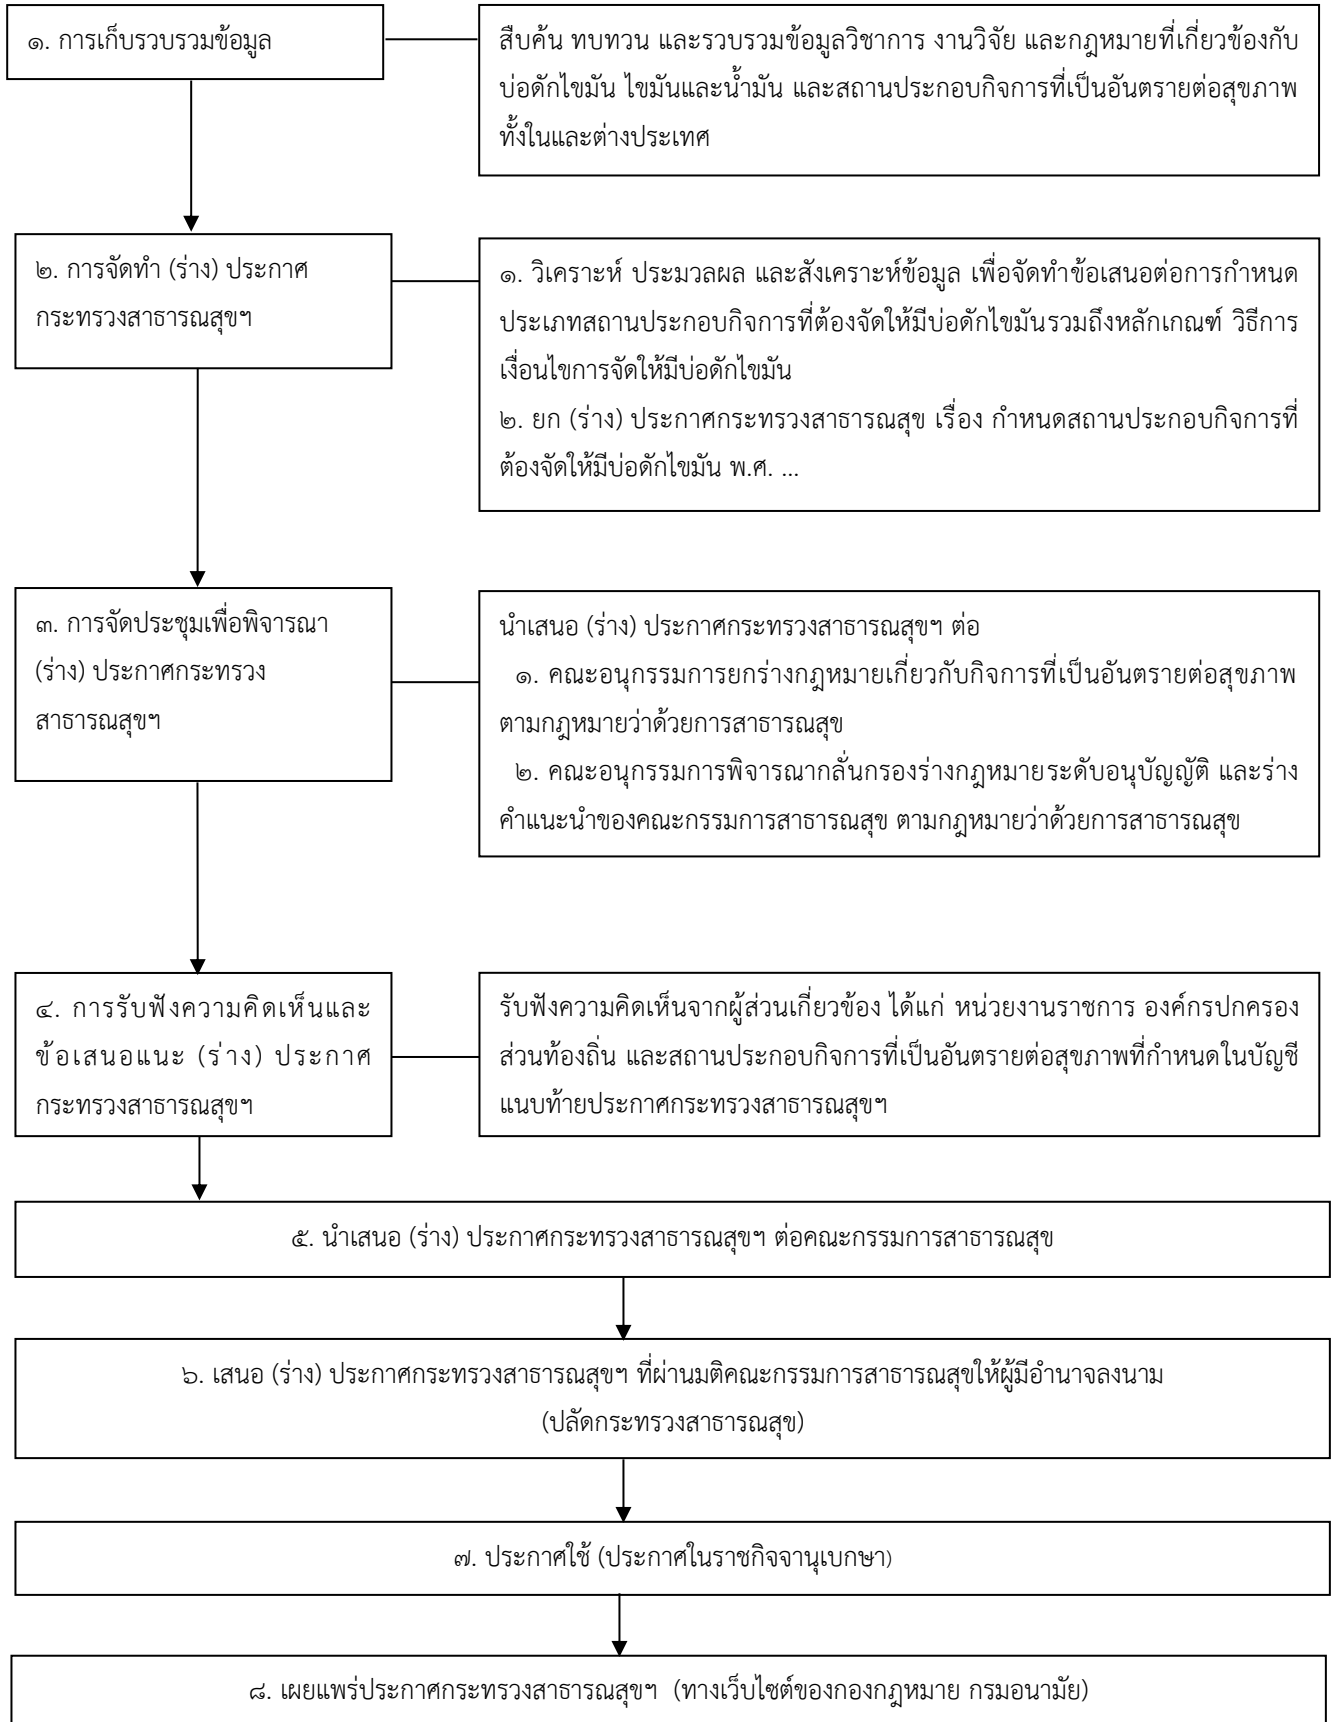 ๑. การเก็บรวบรวมข้อมูล
สืบค้น ทบทวน และรวบรวมข้อมูลวิชาการ งานวิจัย และกฎหมายที่เกี่ยวข้องกับ
บ่อดักไขมัน ไขมันและน้ำมัน และสถานประกอบกิจการที่เป็นอันตรายต่อสุขภาพ
ทั้งในและต่างประเทศ
๒. การจัดทำ (ร่าง) ประกาศ
กระทรวงสาธารณสุขฯ
๑. วิเคราะห์ ประมวลผล และสังเคราะห์ข้อมูล เพื่อจัดทำข้อเสนอต่อการกำหนด
ประเภทสถานประกอบกิจการที่ต้องจัดให้มีบ่อดักไขมันรวมถึงหลักเกณฑ์ วิธีการ
เงื่อนไขการจัดให้มีบ่อดักไขมัน
๒. ยก (ร่าง) ประกาศกระทรวงสาธารณสุข เรื่อง กำหนดสถานประกอบกิจการที่
ต้องจัดให้มีบ่อดักไขมัน พ.ศ. ...
๓. การจัดประชุมเพื่อพิจารณา
(ร่าง) ประกาศกระทรวง
สาธารณสุขฯ
นำเสนอ (ร่าง) ประกาศกระทรวงสาธารณสุขฯ ต่อ
๑. คณะอนุกรรมการยกร่างกฎหมายเกี่ยวกับกิจการที่เป็นอันตรายต่อสุขภาพ
ตามกฎหมายว่าด้วยการสาธารณสุข
๒. คณะอนุกรรมการพิจารณากลั่นกรองร่างกฎหมายระดับอนุบัญญัติ และร่าง
คำแนะนำของคณะกรรมการสาธารณสุข ตามกฎหมายว่าด้วยการสาธารณสุข
๔. การรับฟังความคิดเห็นและ
ข้อเสนอแนะ (ร่าง) ประกาศ
กระทรวงสาธารณสุขฯ
รับฟังความคิดเห็นจากผู้ส่วนเกี่ยวข้อง ได้แก่ หน่วยงานราชการ องค์กรปกครอง
ส่วนท้องถิ่น และสถานประกอบกิจการที่เป็นอันตรายต่อสุขภาพที่กำหนดในบัญชี
แนบท้ายประกาศกระทรวงสาธารณสุขฯ
๕. นำเสนอ (ร่าง) ประกาศกระทรวงสาธารณสุขฯ ต่อคณะกรรมการสาธารณสุข
๖. เสนอ (ร่าง) ประกาศกระทรวงสาธารณสุขฯ ที่ผ่านมติคณะกรรมการสาธารณสุขให้ผู้มีอำนาจลงนาม
(ปลัดกระทรวงสาธารณสุข)
๗. ประกาศใช้ (ประกาศในราชกิจจานุเบกษา)
๘. เผยแพร่ประกาศกระทรวงสาธารณสุขฯ (ทางเว็บไซต์ของกองกฎหมาย กรมอนามัย)